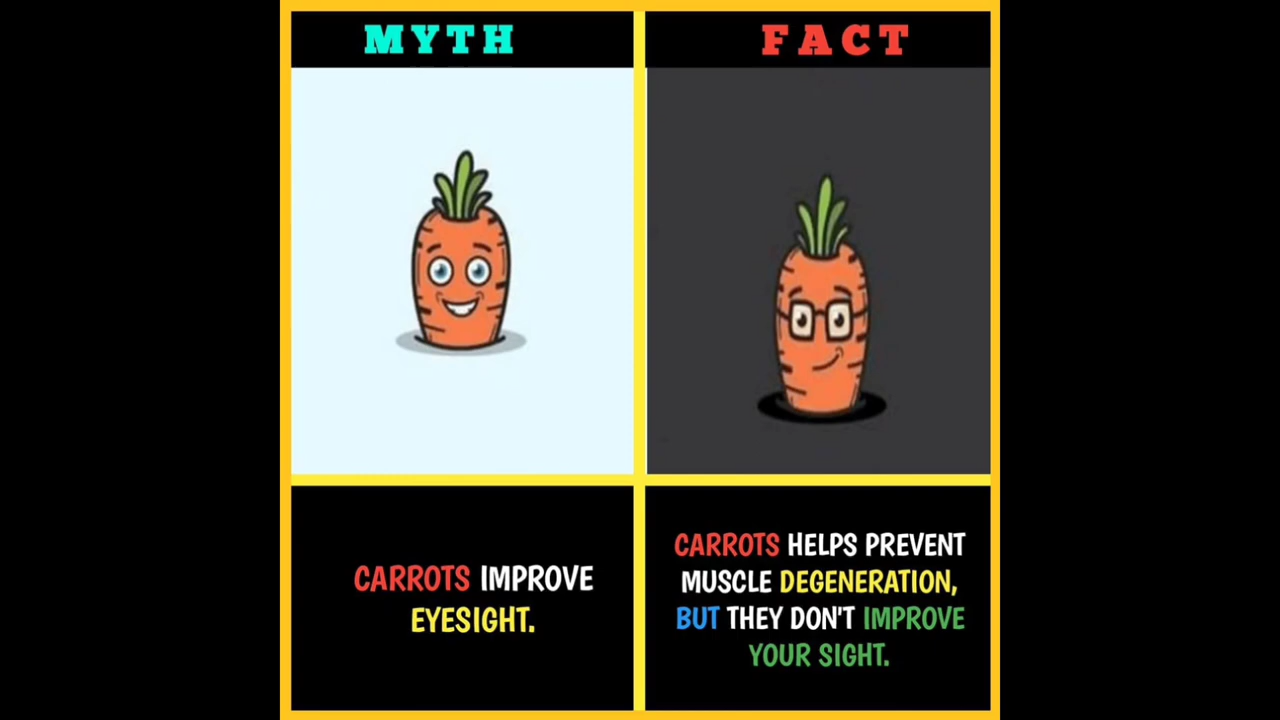 MYTH
FACT
CARROTS IMPROVE
EYESIGHT.
CARROTS HELPS PREVENT
MUSCLE DEGENERATION,
BUT THEY DON'T IMPROVE
YOUR SIGHT.